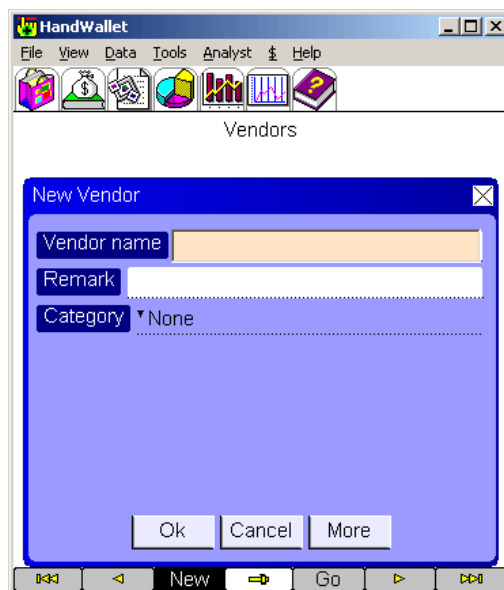 HandWallet
File View Data Tools Analyst $ Help
$ ?
Vendors
New Vendor
Vendor name
Remark
Category None
Ok Cancel More
New Go